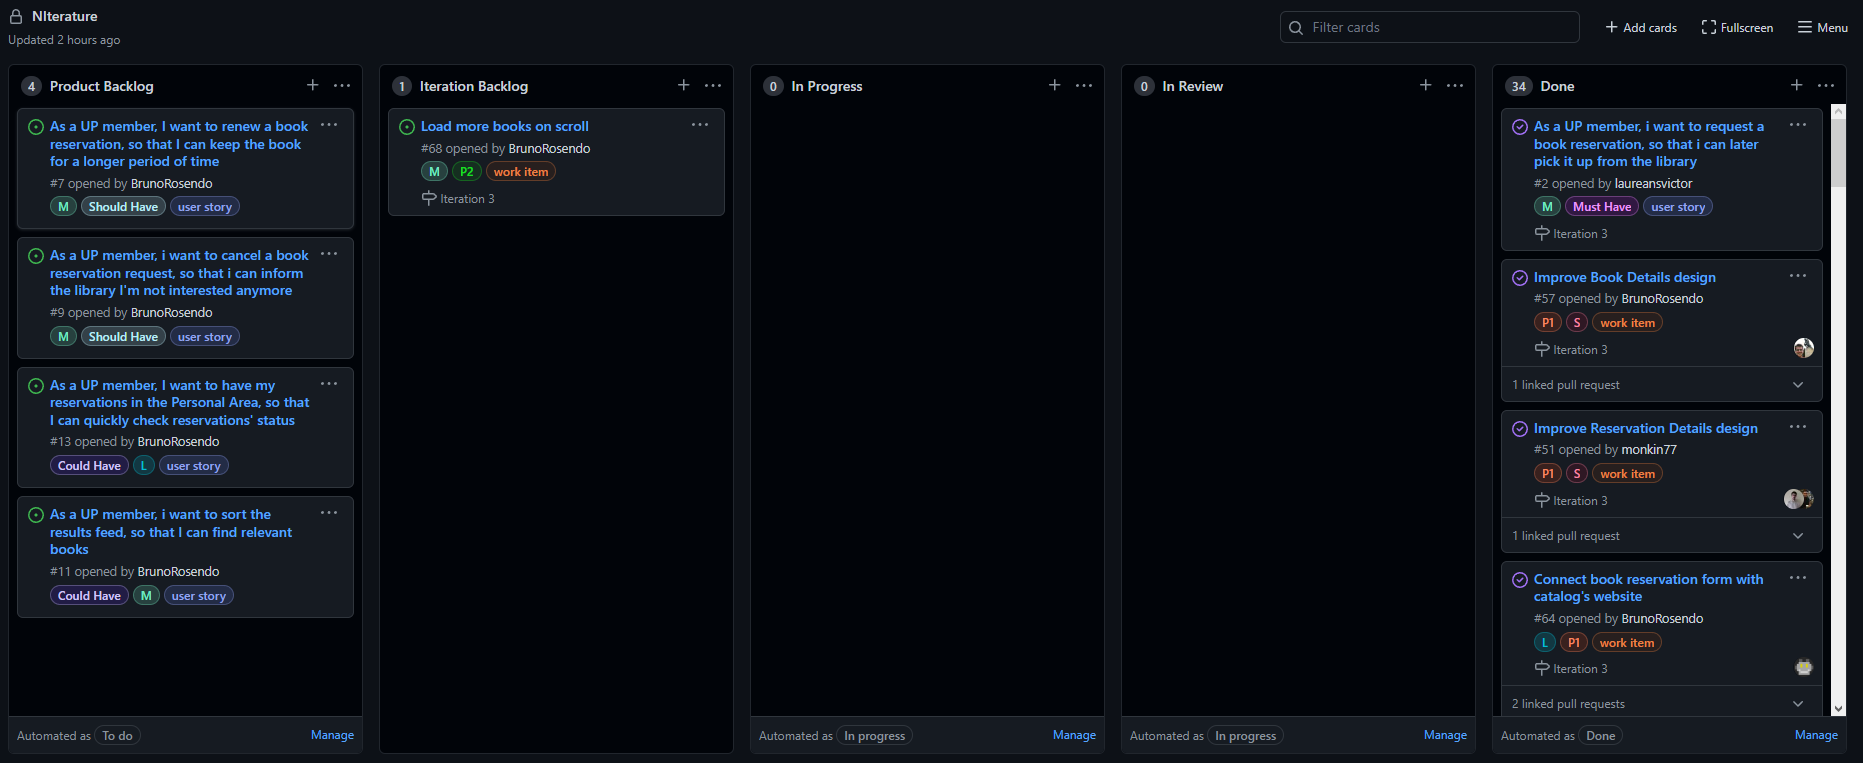 NIterature
Updated 2 hours ago
Filter cards
Add cards
Fullscreen
Menu
4 Product Backlog
As a UP member, I want to renew a book
reservation, so that I can keep the book
for a longer period of time
#7 opened by BrunoRosendo
M Should Have user story
As a UP member, i want to cancel a book
reservation request, so that i can inform
the library I'm not interested anymore
#9 opened by BrunoRosendo
M Should Have user story
As a UP member, I want to have my
reservations in the Personal Area, so that
I can quickly check reservations' status
#13 opened by BrunoRosendo
Could Have L user story
As a UP member, i want to sort the
results feed, so that I can find relevant
books
#11 opened by BrunoRosendo
Could Have M user story
Automated as To do Manage
1 Iteration Backlog
Load more books on scroll
#68 opened by BrunoRosendo
M P2 work item
Iteration 3
0 In Progress
Automated as In progress Manage
0 In Review
Automated as In progress Manage
34 Done
As a UP member, i want to request a
book reservation, so that i can later
pick it up from the library
#2 opened by laureansvictor
M Must Have user story
Iteration 3
Improve Book Details design
#57 opened by BrunoRosendo
P1 S work item
Iteration 3
1 linked pull request
Improve Reservation Details design
#51 opened by monkin77
P1 S work item
Iteration 3
1 linked pull request
Connect book reservation form with
catalog's website
#64 opened by BrunoRosendo
L P1 work item
Iteration 3
2 linked pull requests
Automated as Done Manage